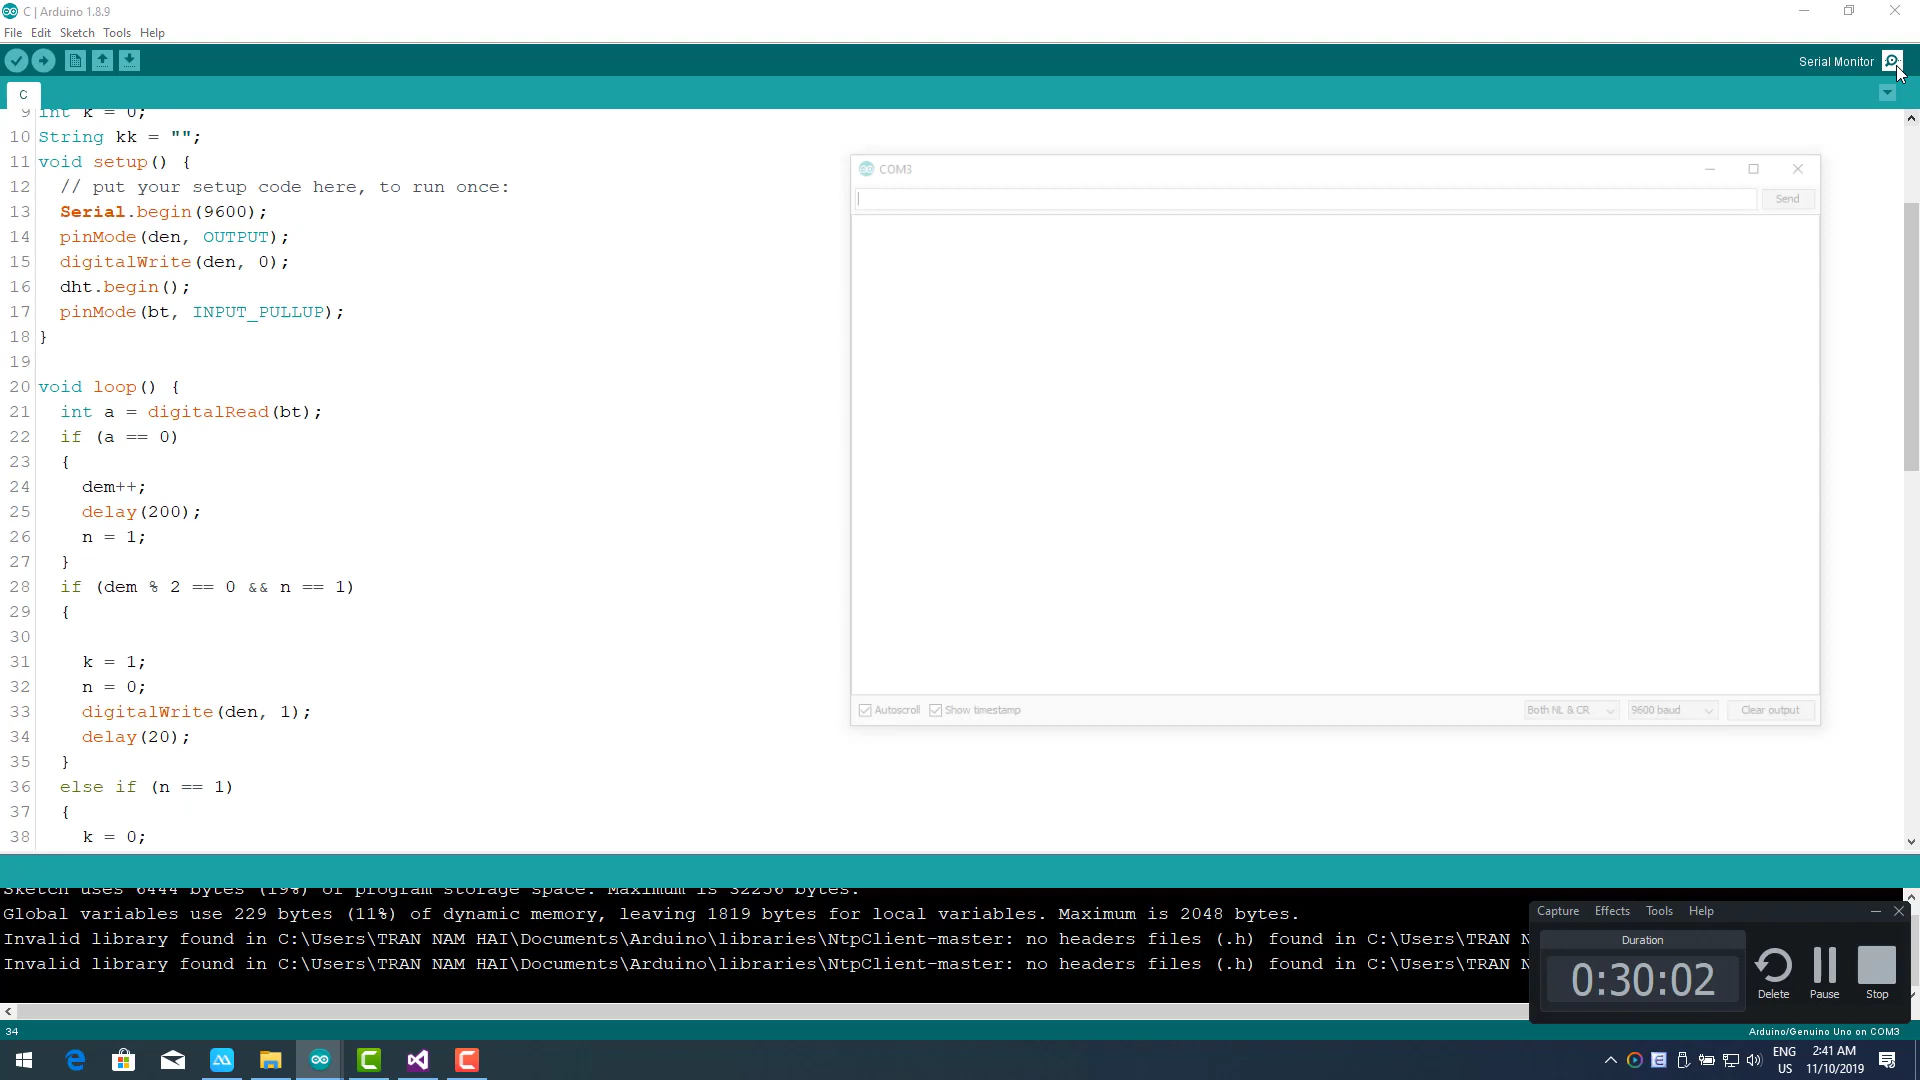 C | Arduino 1.8.9
File Edit Sketch Tools Help
Serial Monitor
C
9 int k = 0;
10 String kk = "";
11 void setup() {
12 // put your setup code here, to run once:
13 Serial.begin(9600);
14 pinMode(den, OUTPUT);
15 digitalWrite(den, 0);
16 dht.begin();
17 pinMode(bt, INPUT_PULLUP);
18 }
19
20 void loop() {
21 int a = digitalRead(bt);
22 if (a == 0)
23 {
24 dem++;
25 delay(200);
26 n = 1;
27 }
28 if (dem % 2 == 0 && n == 1)
29 {
30
31 k = 1;
32 n = 0;
33 digitalWrite(den, 1);
34 delay(20);
35 }
36 else if (n == 1)
37 {
38 k = 0;
COM3
Send
Autoscroll Show timestamp Both NL & CR 9600 baud Clear output
Sketch uses 6444 bytes (19%) of program storage space. Maximum is 32256 bytes.
Global variables use 229 bytes (11%) of dynamic memory, leaving 1819 bytes for local variables. Maximum is 2048 bytes.
Invalid library found in C:\Users\TRAN NAM HAI\Documents\Arduino\libraries\NtpClient-master: no headers files (.h) found in C:\Users\TRAN N
Invalid library found in C:\Users\TRAN NAM HAI\Documents\Arduino\libraries\NtpClient-master: no headers files (.h) found in C:\Users\TRAN N
Capture Effects Tools Help
Duration
0:30:02
Delete Pause Stop
34
Arduino/Genuino Uno on COM3
ENG
US
2:41 AM
11/10/2019